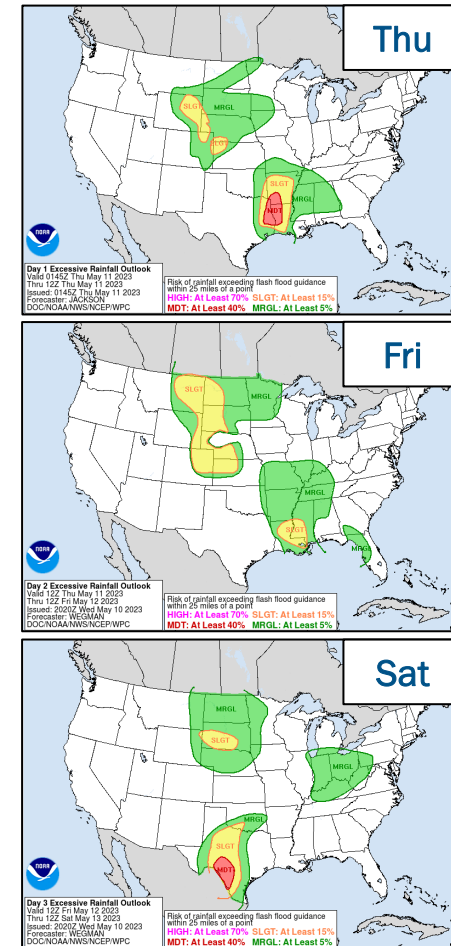 Thu
SLGT
MRGL
SLGT
SLGT
MRGL
MDT
NOAA
Day 1 Excessive Rainfall Outlook
Valid 0145Z Thu May 11 2023
Thru 12Z Thu May 11 2023
Issued: 0145Z Thu May 11 2023
Forecaster: JACKSON
DOC/NOAA/NWS/NCEP/WPC
Risk of rainfall exceeding flash flood guidance
within 25 miles of a point
HIGH: At Least 70% SLGT: At Least 15%
MDT: At Least 40% MRGL: At Least 5%
Fri
SLGT
MRGL
MRGL
SLGT
MRGL
NOAA
Day 2 Excessive Rainfall Outlook
Valid 12Z Thu May 11 2023
Thru 12Z Fri May 12 2023
Issued: 2020Z Wed May 10 2023
Forecaster: WEGMAN
DOC/NOAA/NWS/NCEP/WPC
Risk of rainfall exceeding flash flood guidance
within 25 miles of a point
HIGH: At Least 70% SLGT: At Least 15%
MDT: At Least 40% MRGL: At Least 5%
Sat
MRGL
SLGT
MRGL
MRGL
SLGT
MDT
NOAA
Day 3 Excessive Rainfall Outlook
Valid 12Z Fri May 12 2023
Thru 12Z Sat May 13 2023
Issued: 2020Z Wed May 10 2023
Forecaster: WEGMAN
DOC/NOAA/NWS/NCEP/WPC
Risk of rainfall exceeding flash flood guidance
within 25 miles of a point
HIGH: At Least 70% SLGT: At Least 15%
MDT: At Least 40% MRGL: At Least 5%